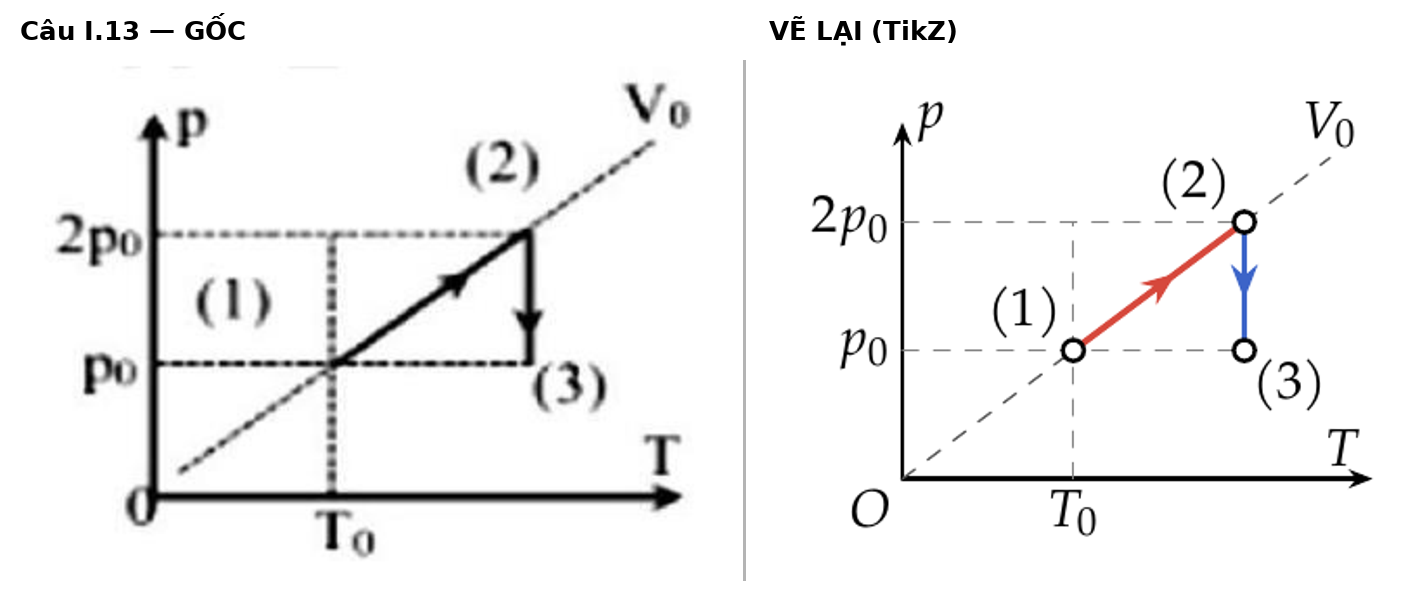 Câu I.13 — GỐC
p
V₀
(2)
2p₀
(1)
p₀
(3)
T
0
T₀
VẼ LẠI (TikZ)
p
V₀
(2)
2p₀
(1)
p₀
(3)
T
O
T₀